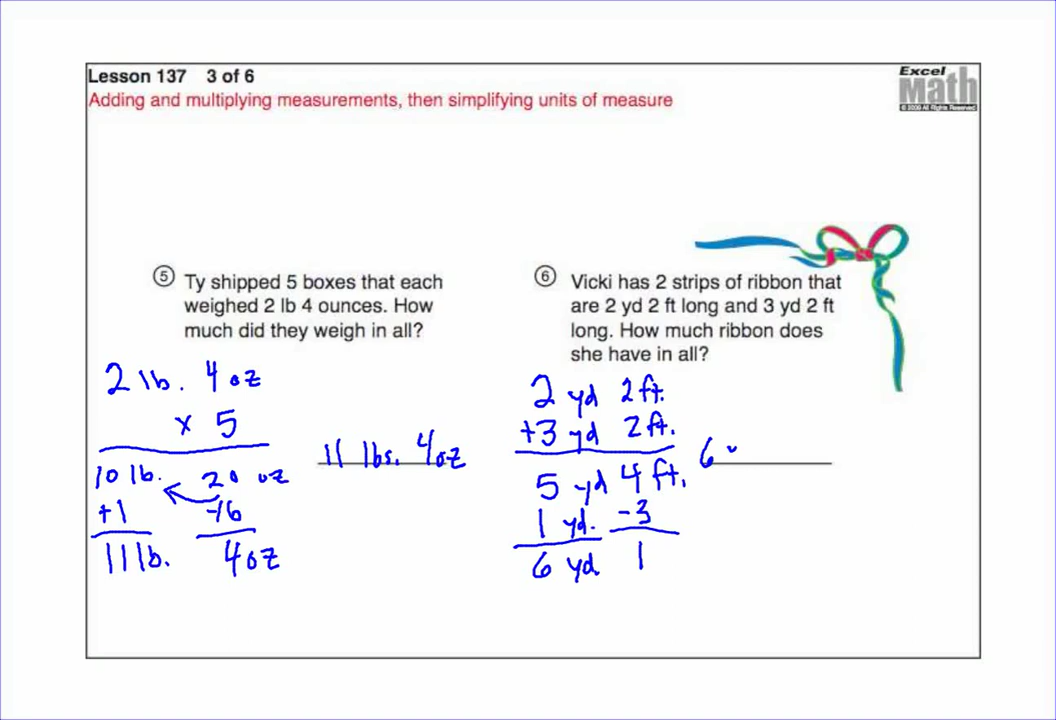 Lesson 137 3 of 6
Excel
Math
Adding and multiplying measurements, then simplifying units of measure
⑤ Ty shipped 5 boxes that each
weighed 2 lb 4 ounces. How
much did they weigh in all?
2 lb. 4 oz
x 5
10 lb. 20 oz
+1 -16
11 lb. 4 oz
11 lbs. 4 oz
⑥ Vicki has 2 strips of ribbon that
are 2 yd 2 ft long and 3 yd 2 ft
long. How much ribbon does
she have in all?
2 yd 2 ft.
+3 yd 2 ft.
5 yd 4 ft.
1 yd. -3
6 yd. 1
6